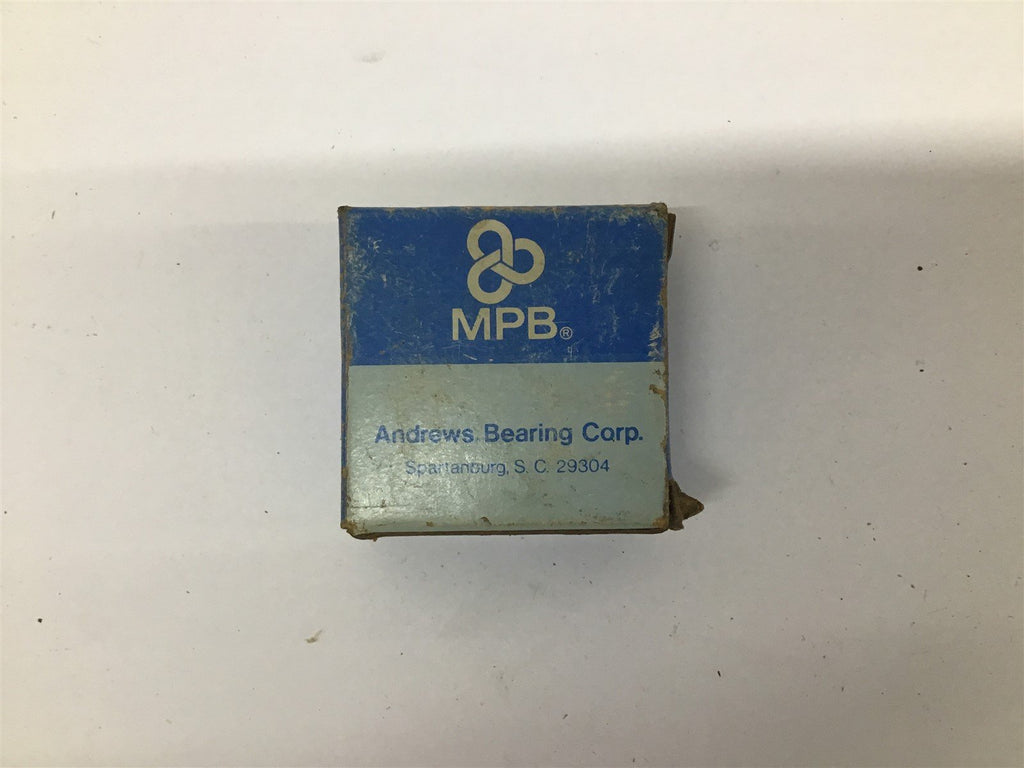 MPB®
Andrews Bearing Corp.
Spartanburg, S. C. 29304